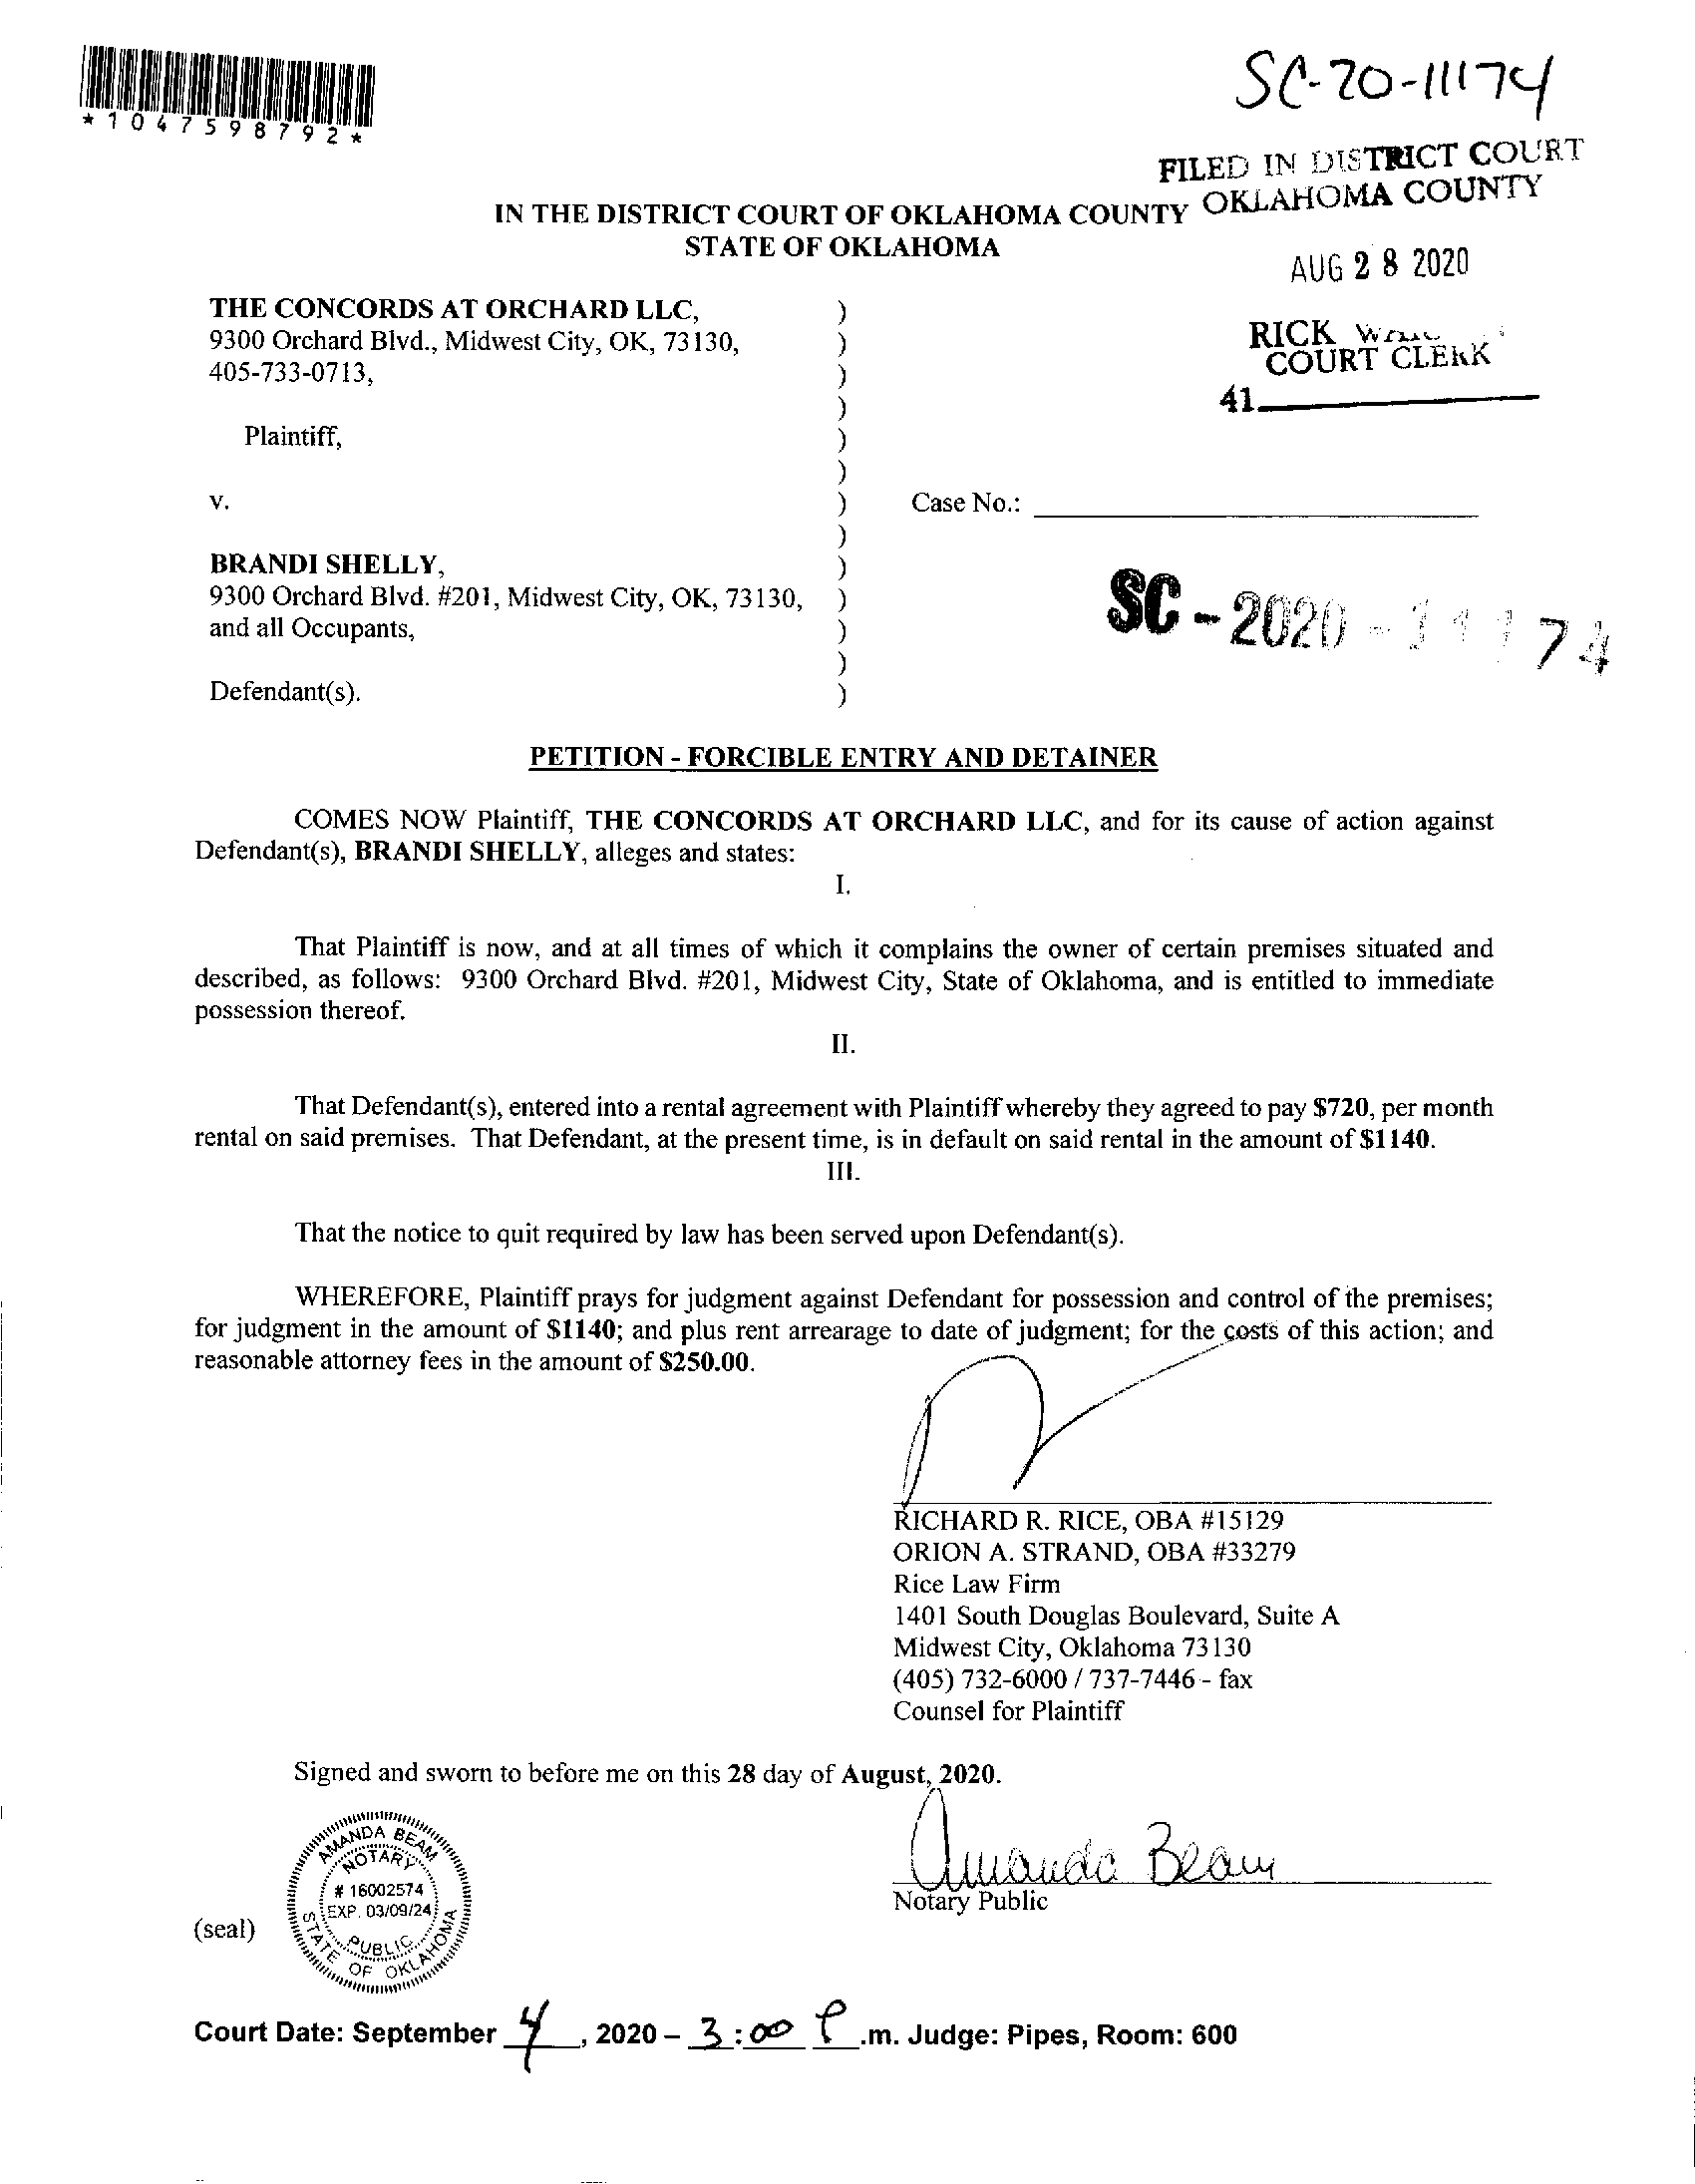 *1047598792*
SC-20-11174
FILED IN DISTRICT COURT
OKLAHOMA COUNTY
IN THE DISTRICT COURT OF OKLAHOMA COUNTY
STATE OF OKLAHOMA
AUG 28 2020
THE CONCORDS AT ORCHARD LLC, )
9300 Orchard Blvd., Midwest City, OK, 73130, )
405-733-0713, )
)
RICK
COURT CLERK
41
Plaintiff, )
)
v. ) Case No.:
)
BRANDI SHELLY, )
9300 Orchard Blvd. #201, Midwest City, OK, 73130, )
and all Occupants, )
)
Defendant(s). )
SC-2020-11174
PETITION - FORCIBLE ENTRY AND DETAINER
COMES NOW Plaintiff, THE CONCORDS AT ORCHARD LLC, and for its cause of action against
Defendant(s), BRANDI SHELLY, alleges and states:
I.
That Plaintiff is now, and at all times of which it complains the owner of certain premises situated and
described, as follows: 9300 Orchard Blvd. #201, Midwest City, State of Oklahoma, and is entitled to immediate
possession thereof.
II.
That Defendant(s), entered into a rental agreement with Plaintiff whereby they agreed to pay $720, per month
rental on said premises. That Defendant, at the present time, is in default on said rental in the amount of $1140.
III.
That the notice to quit required by law has been served upon Defendant(s).
WHEREFORE, Plaintiff prays for judgment against Defendant for possession and control of the premises;
for judgment in the amount of $1140; and plus rent arrearage to date of judgment; for the costs of this action; and
reasonable attorney fees in the amount of $250.00.
RICHARD R. RICE, OBA #15129
ORION A. STRAND, OBA #33279
Rice Law Firm
1401 South Douglas Boulevard, Suite A
Midwest City, Oklahoma 73130
(405) 732-6000 / 737-7446 - fax
Counsel for Plaintiff
Signed and sworn to before me on this 28 day of August, 2020.
Amanda Beam
Notary Public
(seal)
AMANDA BEAM
NOTARY
# 16002574
EXP. 03/09/24
PUBLIC
STATE OF OKLAHOMA
Court Date: September 4, 2020 – 3:00 P.m. Judge: Pipes, Room: 600